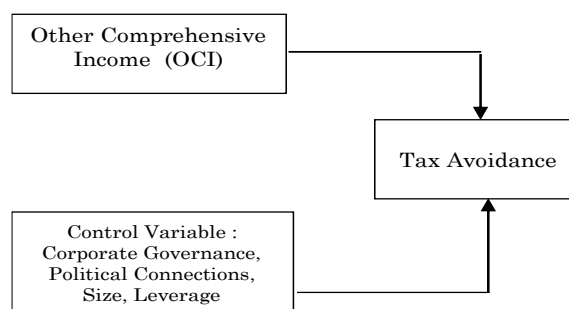 Other Comprehensive
Income (OCI)
Tax Avoidance
Control Variable :
Corporate Governance,
Political Connections,
Size, Leverage